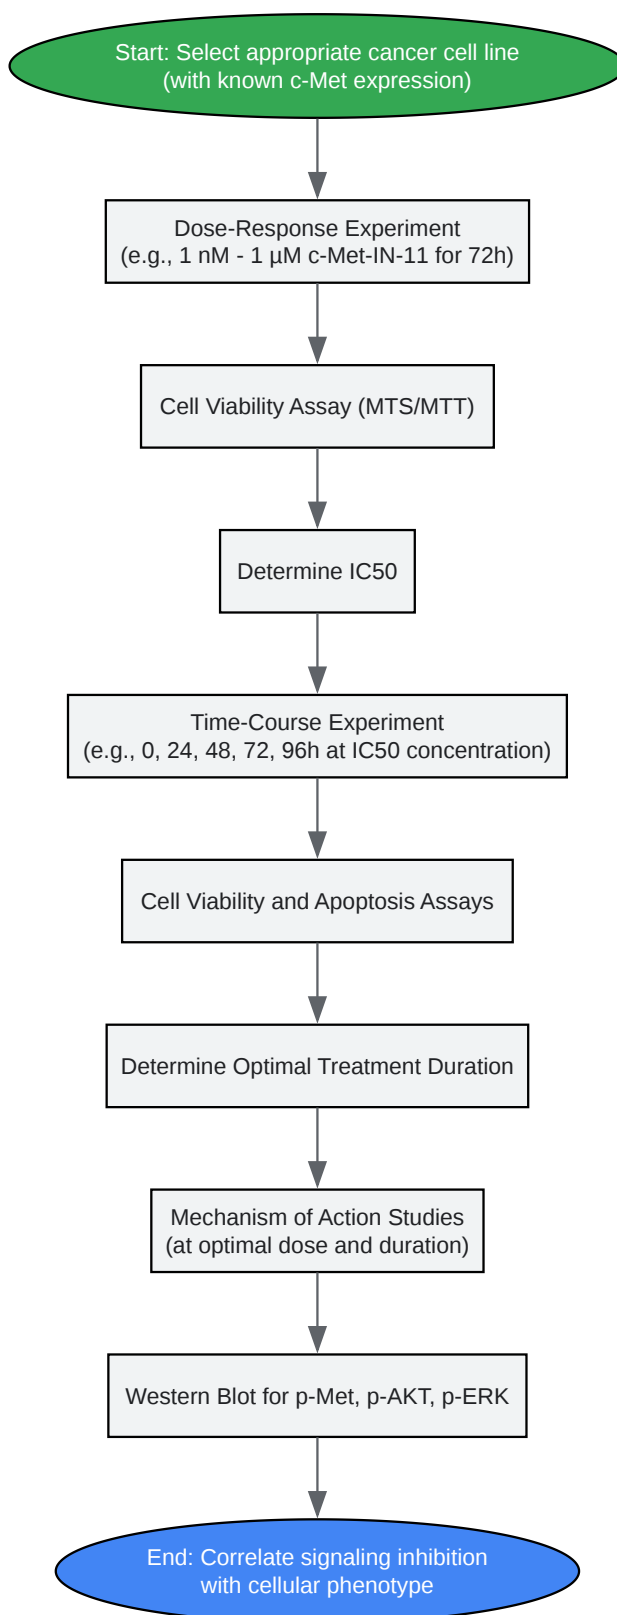 Start: Select appropriate cancer cell line
(with known c-Met expression)
Dose-Response Experiment
(e.g., 1 nM - 1 µM c-Met-IN-11 for 72h)
Cell Viability Assay (MTS/MTT)
Determine IC50
Time-Course Experiment
(e.g., 0, 24, 48, 72, 96h at IC50 concentration)
Cell Viability and Apoptosis Assays
Determine Optimal Treatment Duration
Mechanism of Action Studies
(at optimal dose and duration)
Western Blot for p-Met, p-AKT, p-ERK
End: Correlate signaling inhibition
with cellular phenotype